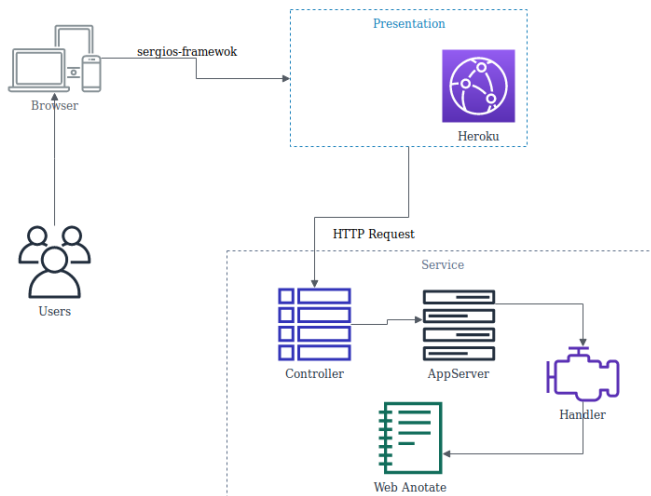 Presentation
sergios-framewok
Browser
Heroku
HTTP Request
Service
Users
Controller
AppServer
Handler
Web Anotate